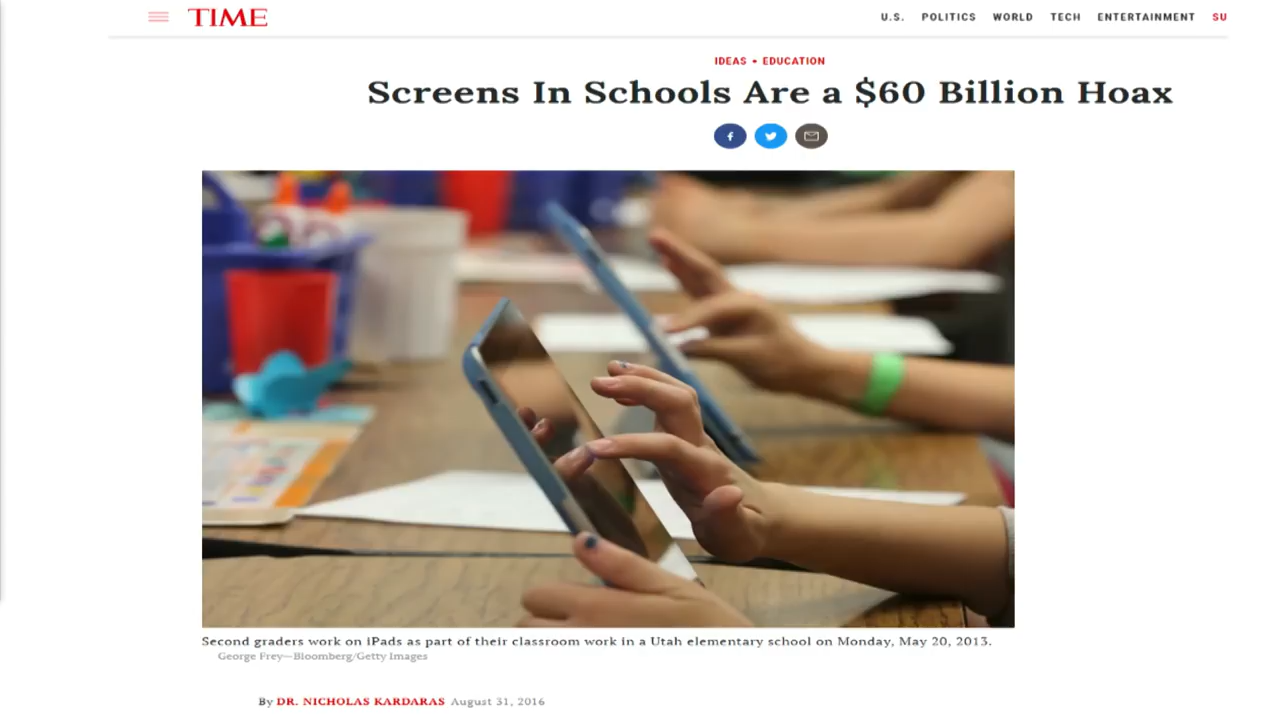 TIME
U.S. POLITICS WORLD TECH ENTERTAINMENT SU
IDEAS • EDUCATION
Screens In Schools Are a $60 Billion Hoax
Second graders work on iPads as part of their classroom work in a Utah elementary school on Monday, May 20, 2013.
George Frey—Bloomberg/Getty Images
By DR. NICHOLAS KARDARAS August 31, 2016